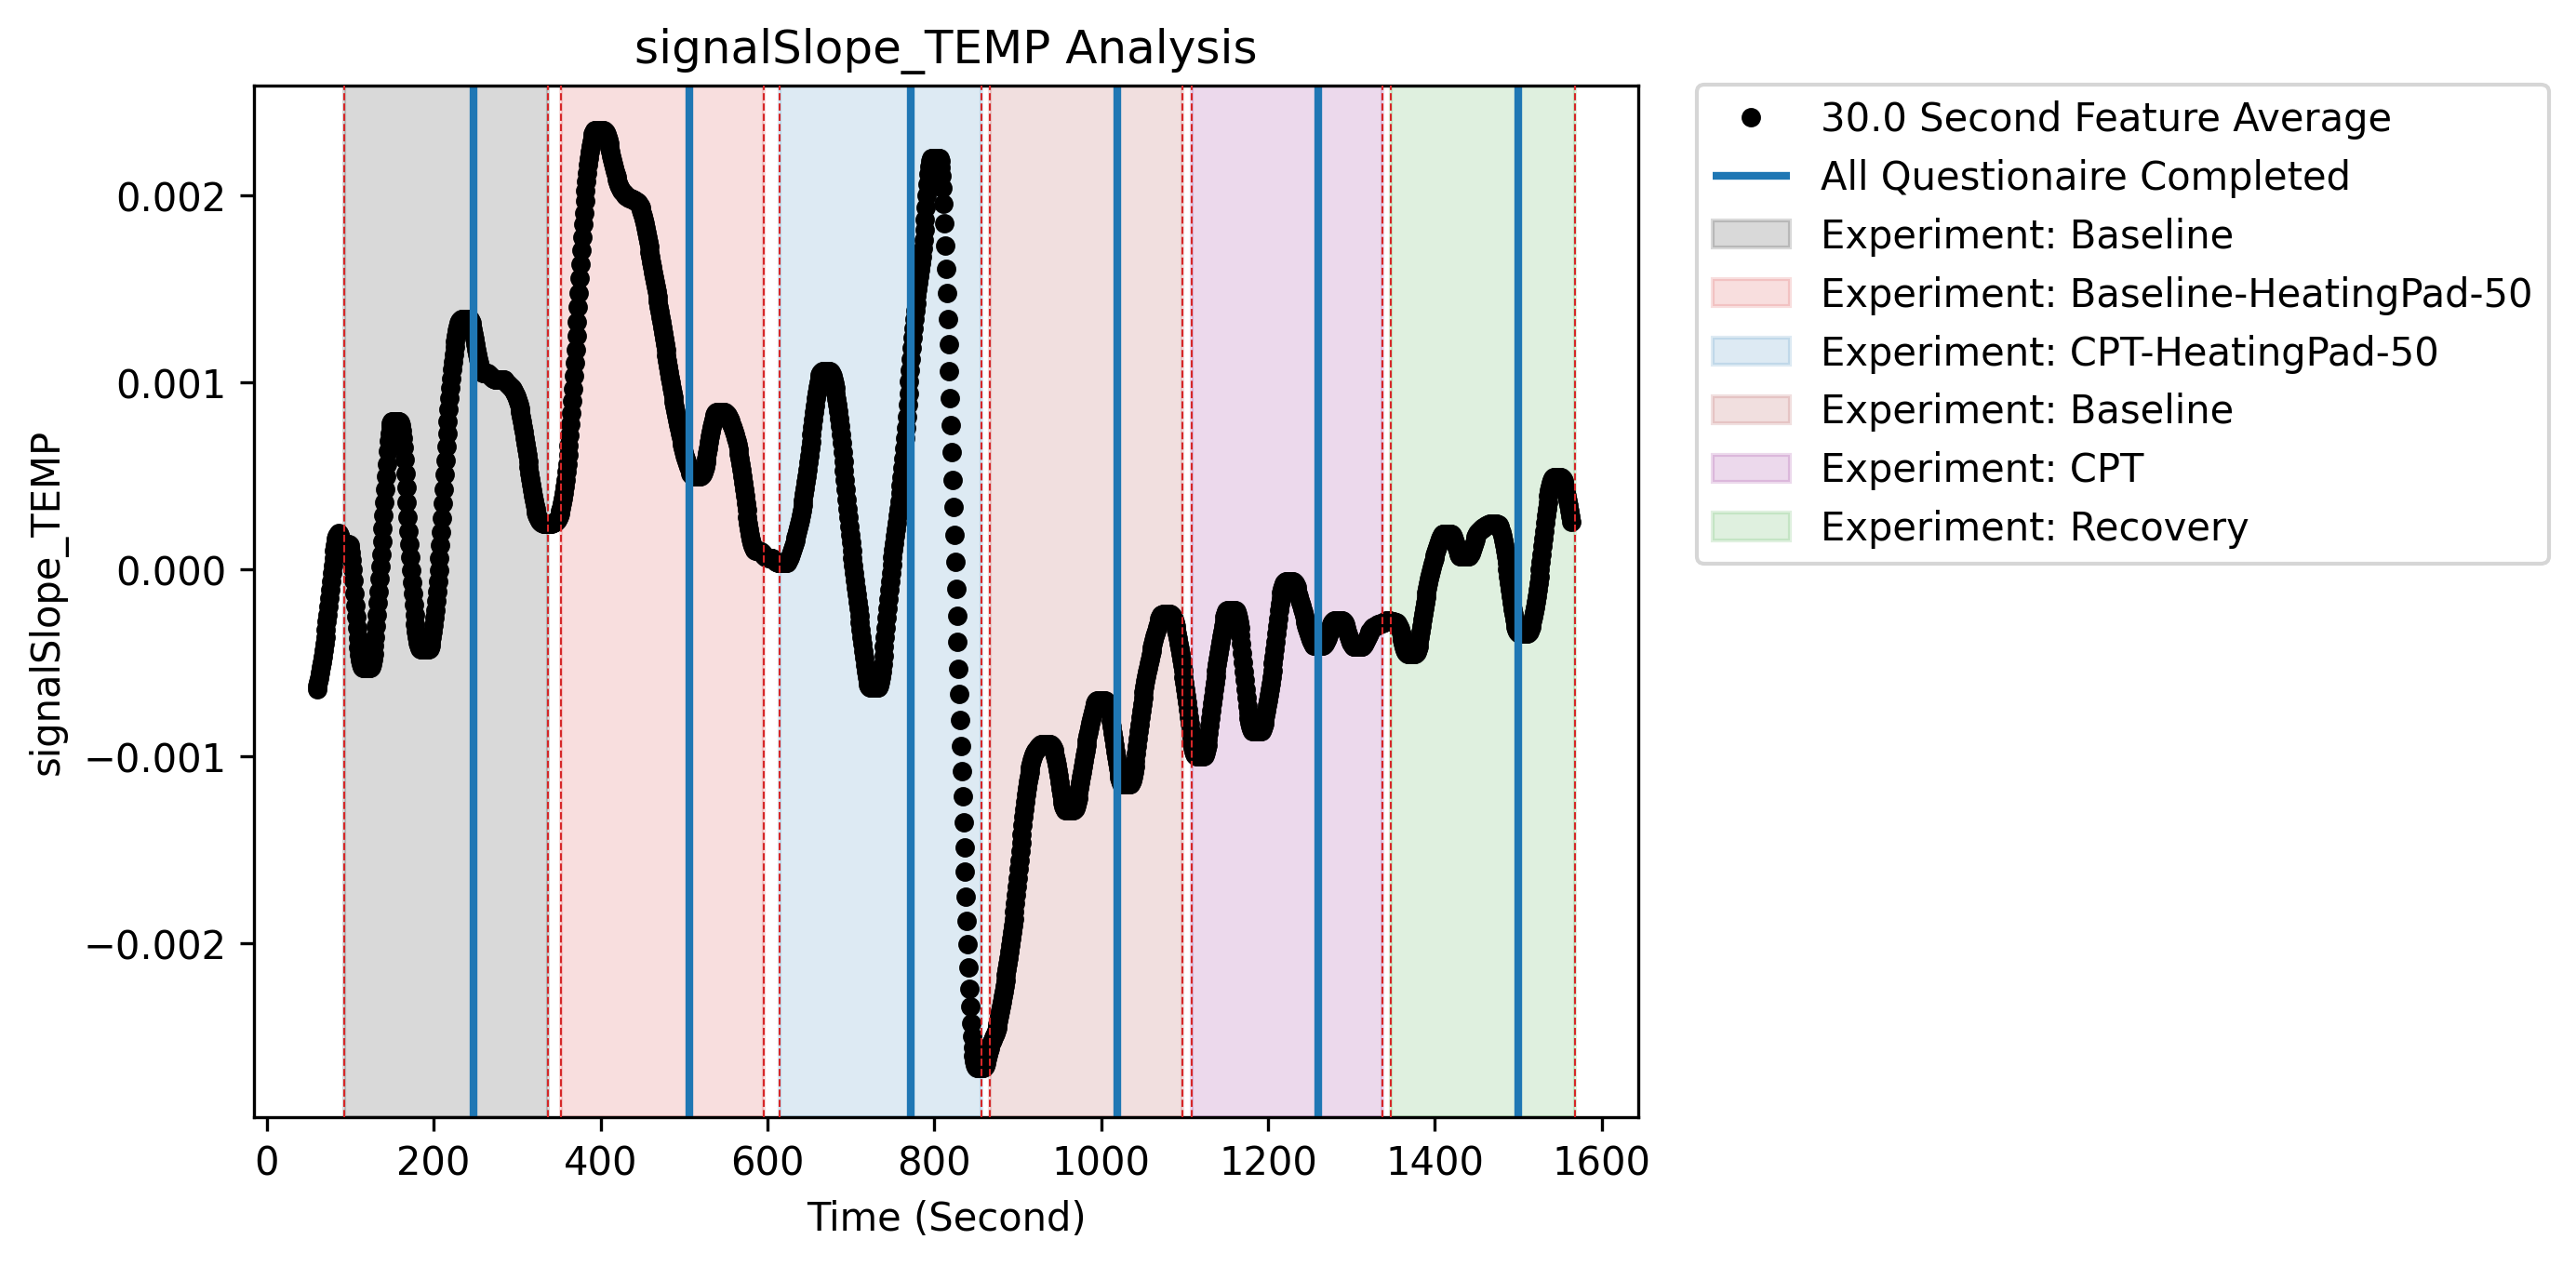 signalSlope_TEMP Analysis
signalSlope_TEMP
0.002
0.001
0.000
−0.001
−0.002
0 200 400 600 800 1000 1200 1400 1600
Time (Second)
30.0 Second Feature Average
All Questionaire Completed
Experiment: Baseline
Experiment: Baseline-HeatingPad-50
Experiment: CPT-HeatingPad-50
Experiment: Baseline
Experiment: CPT
Experiment: Recovery